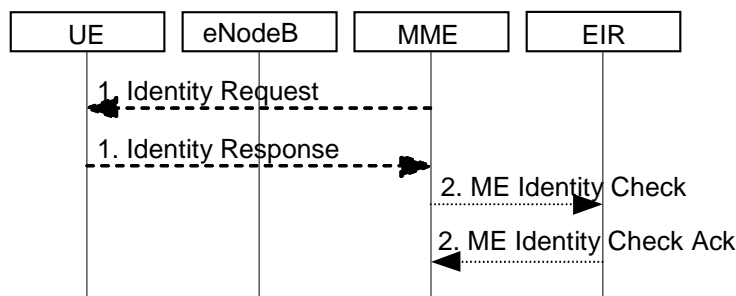 UE eNodeB MME EIR
1. Identity Request
1. Identity Response
2. ME Identity Check
2. ME Identity Check Ack